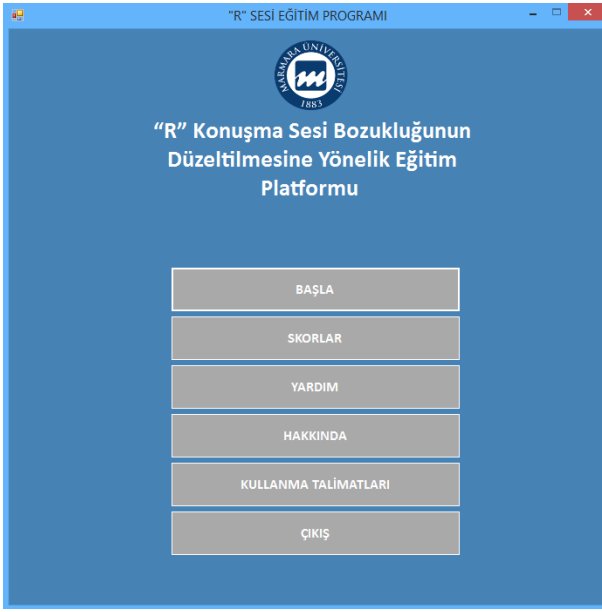 "R" SESİ EĞİTİM PROGRAMI
MARMARA ÜNİVERSİTESİ
m
1883
“R” Konuşma Sesi Bozukluğunun
Düzeltilmesine Yönelik Eğitim
Platformu
BAŞLA
SKORLAR
YARDIM
HAKKINDA
KULLANMA TALİMATLARI
ÇIKIŞ